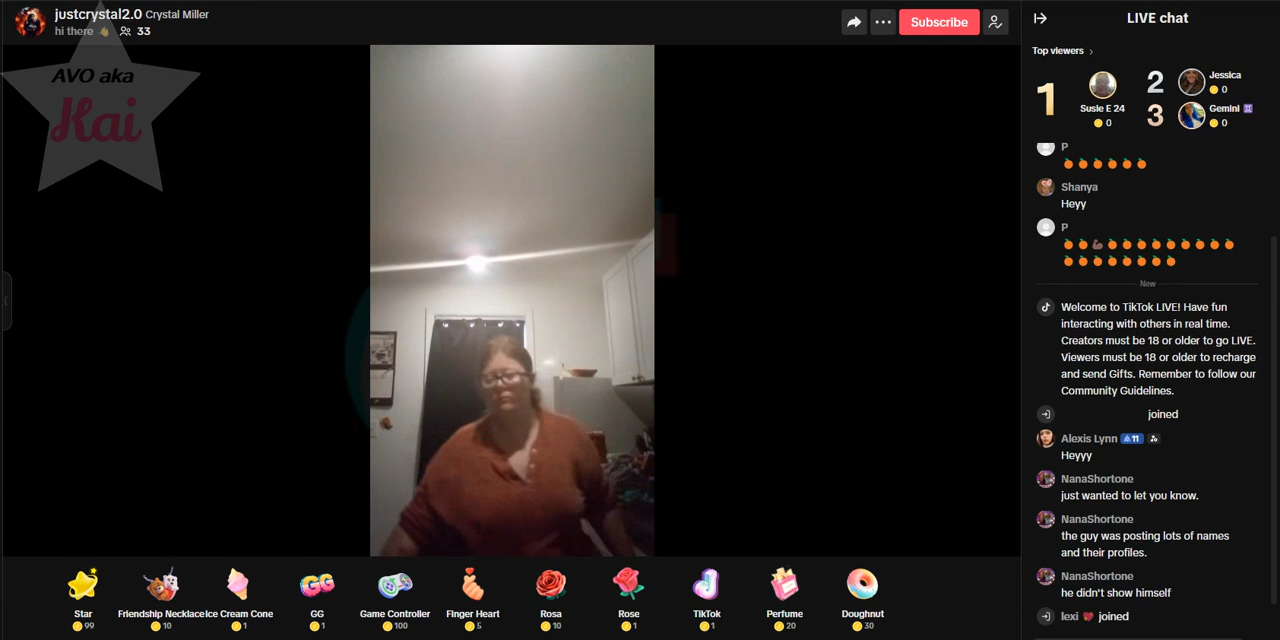 justcrystal2.0 Crystal Miller
hi there 👋 33
Subscribe
AVO aka
Kai
LIVE chat
Top viewers
1
Susie E 24
0
2
Jessica
0
3
Gemini ♊
0
P
🍊 🍊 🍊 🍊 🍊 🍊
Shanya
Heyy
P
🍊 🍊 💪🏿 🍊 🍊 🍊 🍊 🍊 🍊 🍊 🍊 🍊
🍊 🍊 🍊 🍊 🍊 🍊 🍊 🍊
New
Welcome to TikTok LIVE! Have fun
interacting with others in real time.
Creators must be 18 or older to go LIVE.
Viewers must be 18 or older to recharge
and send Gifts. Remember to follow our
Community Guidelines.
joined
Alexis Lynn 11
Heyyy
NanaShortone
just wanted to let you know.
NanaShortone
the guy was posting lots of names
and their profiles.
NanaShortone
he didn't show himself
lexi 💓 joined
Star
99
Friendship Necklace
10
Ice Cream Cone
1
GG
GG
1
Game Controller
100
Finger Heart
5
Rosa
10
Rose
1
TikTok
1
Perfume
20
Doughnut
30